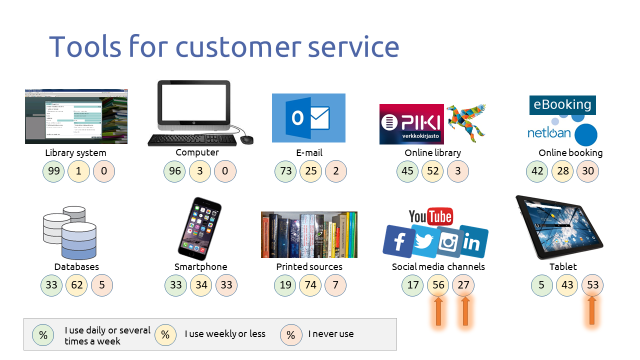 Tools for customer service
O
PIKI
verkkokirjasto
eBooking
netloan
Library system
Computer
E-mail
Online library
Online booking
99 1 0
96 3 0
73 25 2
45 52 3
42 28 30
YouTube
f
in
Databases
Smartphone
Printed sources
Social media channels
Tablet
33 62 5
33 34 33
19 74 7
17 56 27
5 43 53
% I use daily or several
times a week
% I use weekly or less
% I never use